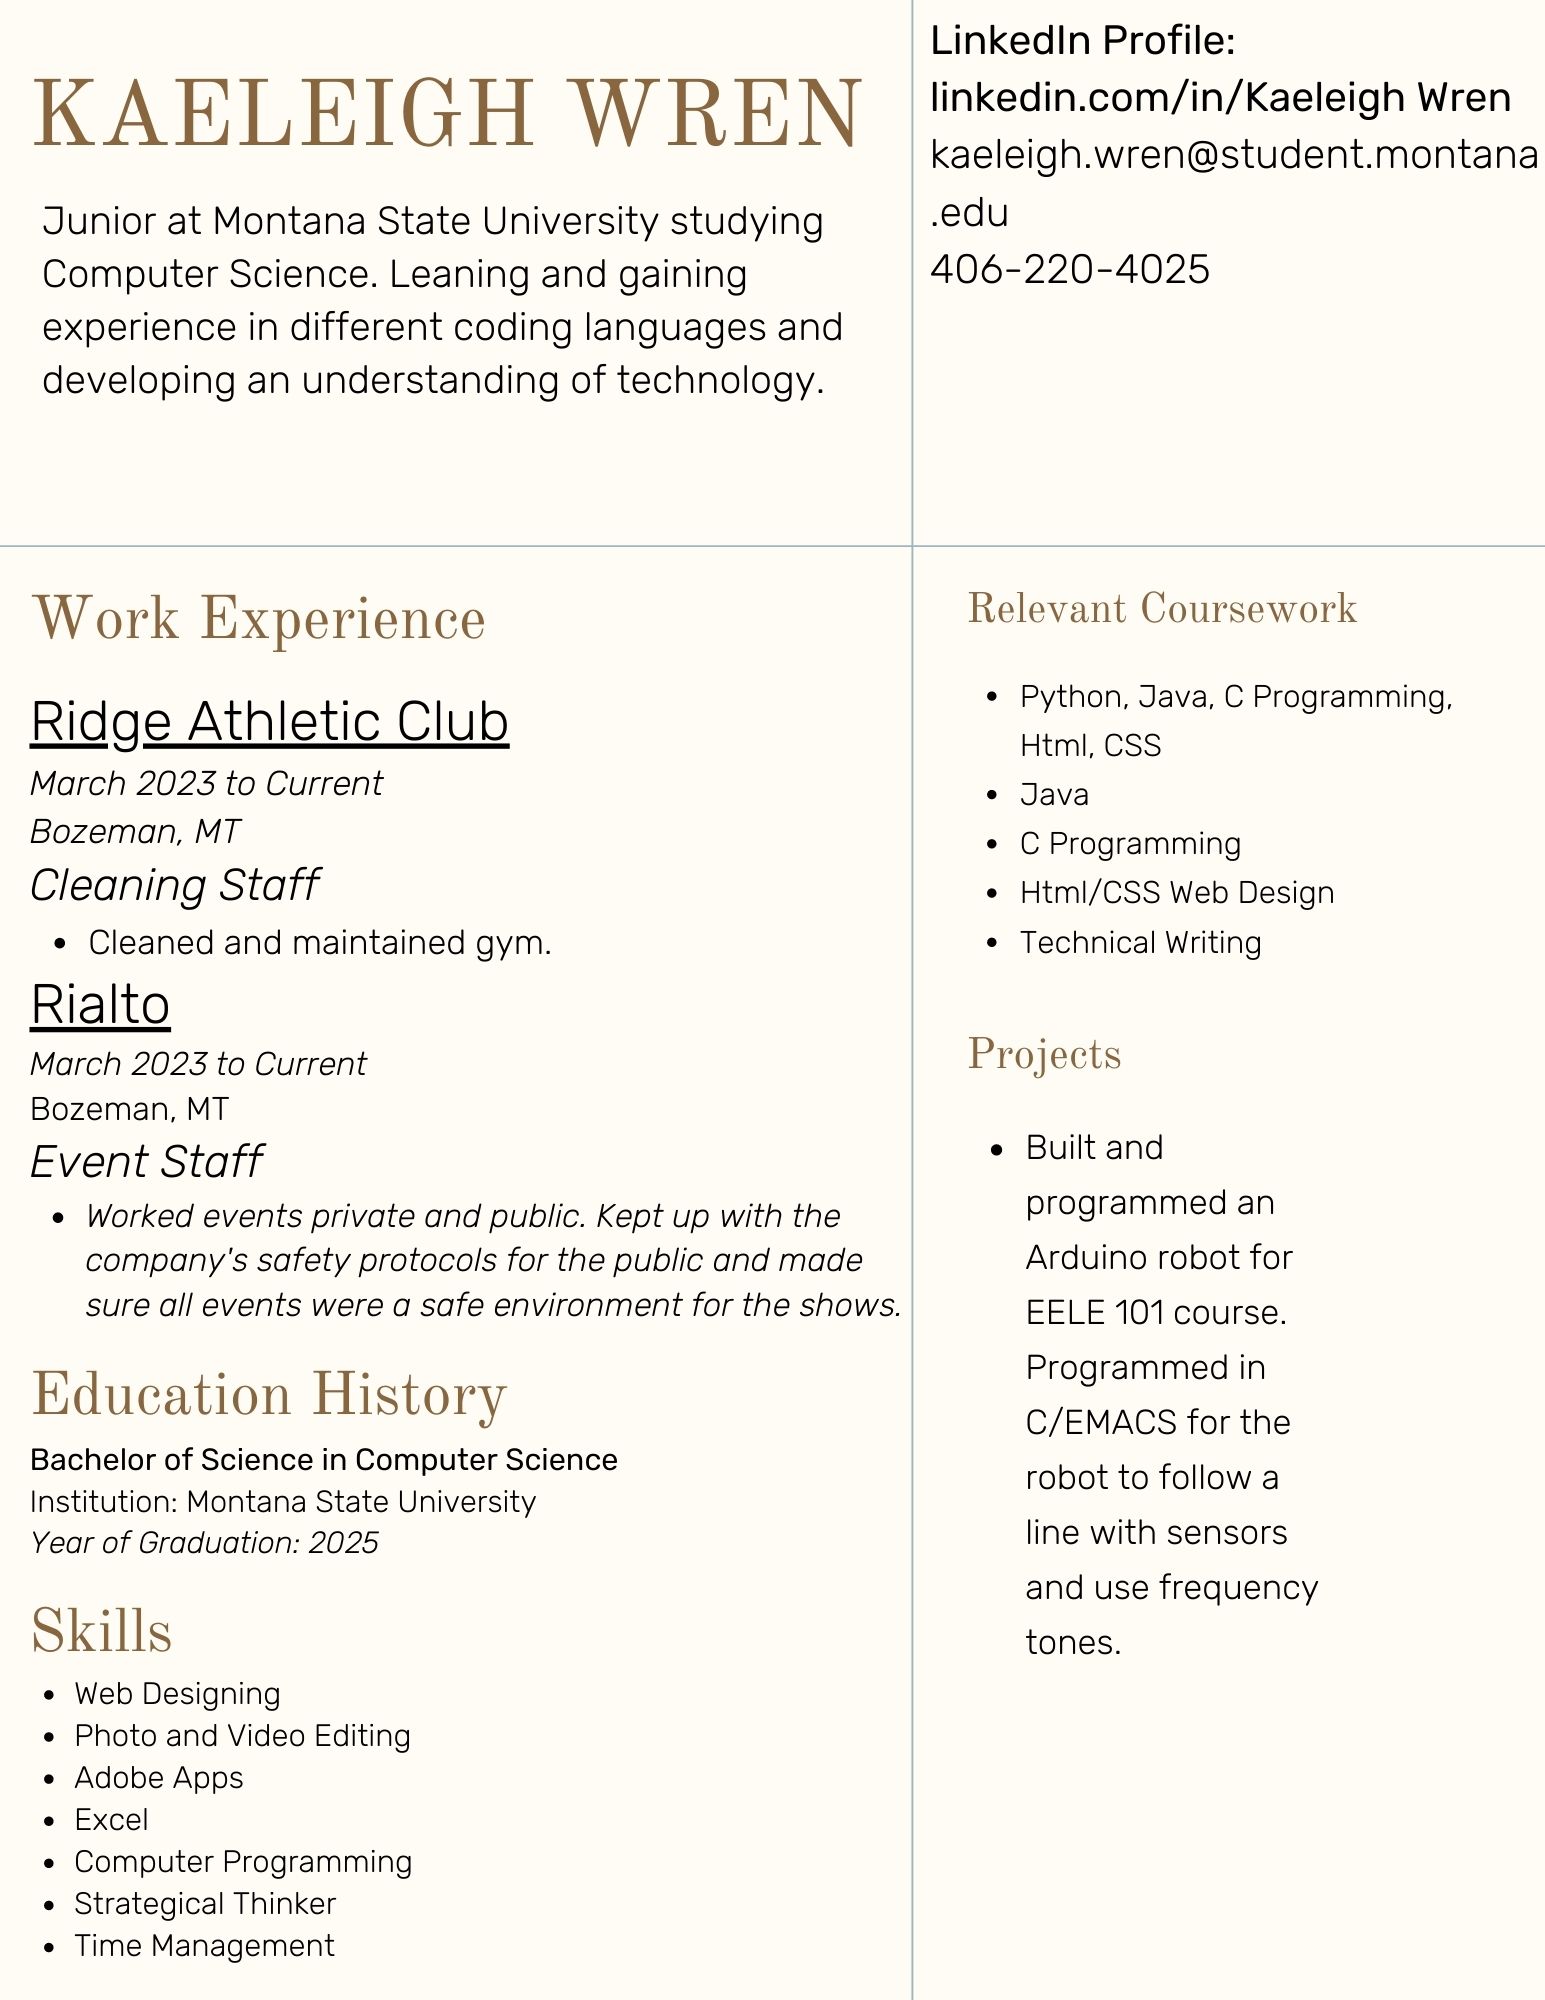 KAELEIGH WREN
Junior at Montana State University studying
Computer Science. Leaning and gaining
experience in different coding languages and
developing an understanding of technology.
LinkedIn Profile:
linkedin.com/in/Kaeleigh Wren
kaeleigh.wren@student.montana
.edu
406-220-4025
Work Experience
Ridge Athletic Club
March 2023 to Current
Bozeman, MT
Cleaning Staff
• Cleaned and maintained gym.
Rialto
March 2023 to Current
Bozeman, MT
Event Staff
• Worked events private and public. Kept up with the
company's safety protocols for the public and made
sure all events were a safe environment for the shows.
Education History
Bachelor of Science in Computer Science
Institution: Montana State University
Year of Graduation: 2025
Skills
• Web Designing
• Photo and Video Editing
• Adobe Apps
• Excel
• Computer Programming
• Strategical Thinker
• Time Management
Relevant Coursework
• Python, Java, C Programming,
Html, CSS
• Java
• C Programming
• Html/CSS Web Design
• Technical Writing
Projects
• Built and
programmed an
Arduino robot for
EELE 101 course.
Programmed in
C/EMACS for the
robot to follow a
line with sensors
and use frequency
tones.